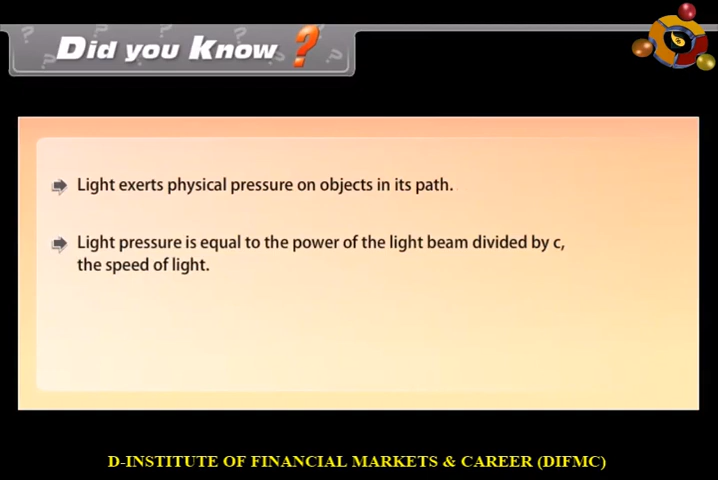 Did you Know ?
Light exerts physical pressure on objects in its path.
Light pressure is equal to the power of the light beam divided by c,
the speed of light.
D-INSTITUTE OF FINANCIAL MARKETS & CAREER (DIFMC)